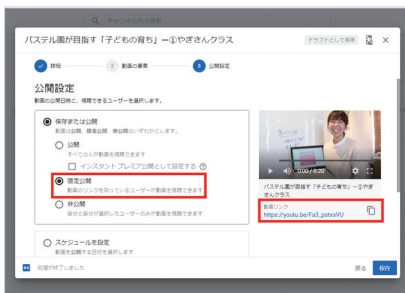 チャンネル内で検索
パステル園が目指す「子どもの育ち」ー①やぎさんクラス
ドラフトとして保存
詳細
2 動画の要素
3 公開設定
公開設定
動画の公開日時と、視聴できるユーザーを選択します。
保存または公開
動画は公開、限定公開、非公開のいずれかにします。
公開
すべての人が動画を視聴できます
インスタント プレミア公開として設定する
限定公開
動画のリンクを知っているユーザーが動画を視聴できます
非公開
自分と自分が選択したユーザーのみが動画を視聴できます
スケジュールを設定
動画を公開する日付を選択します
0:00 / 0:20
パステル園が目指す「子どもの育ち」ー①やぎ
さんクラス
動画リンク
https://youtu.be/Fa3_pstxsVU
処理が終了しました
戻る
保存